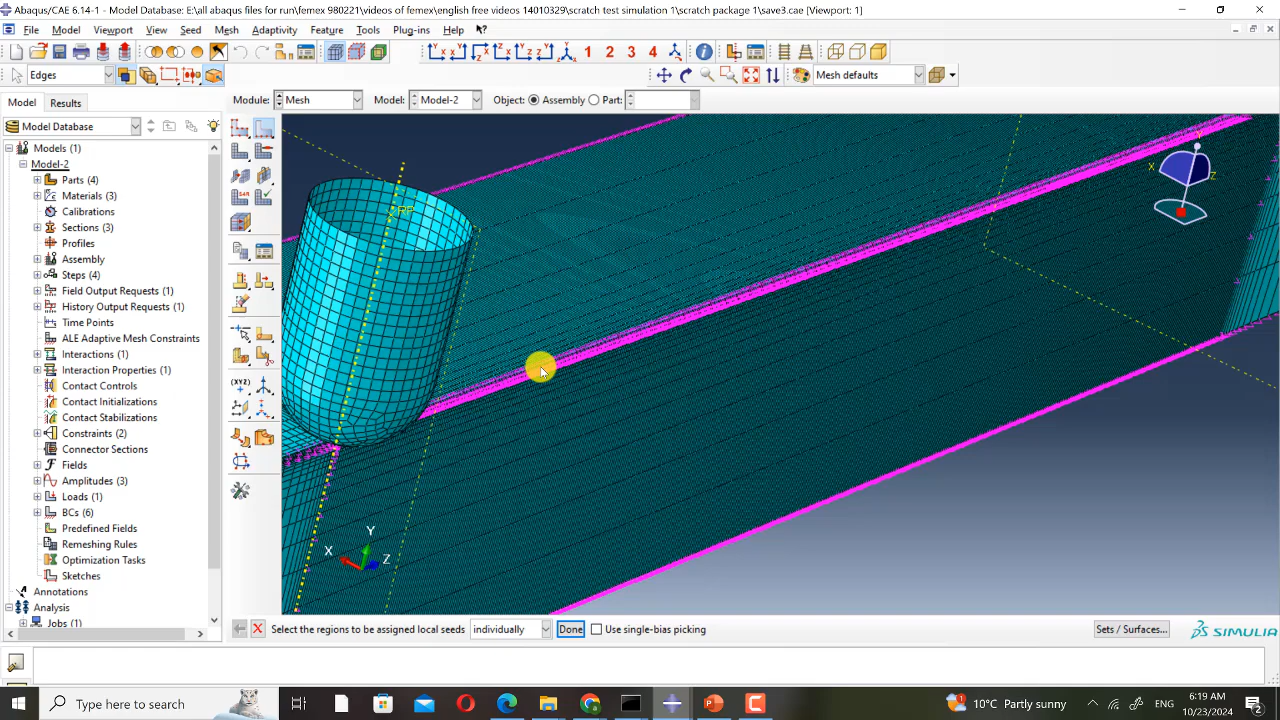 Abaqus/CAE 6.14-1 - Model Database: E:\all abaqus files for run\femex 980221\videos of femex\english free videos 14010329\scratch test simulation 1\scratch package 1\save3.cae [Viewport: 1]
File Model Viewport View Seed Mesh Adaptivity Feature Tools Plug-ins Help
1 2 3 4
Edges
Mesh defaults
Model Results
Module: Mesh Model: Model-2 Object: Assembly Part:
Model Database
Models (1)
Model-2
Parts (4)
Materials (3)
Calibrations
Sections (3)
Profiles
Assembly
Steps (4)
Field Output Requests (1)
History Output Requests (1)
Time Points
ALE Adaptive Mesh Constraints
Interactions (1)
Interaction Properties (1)
Contact Controls
Contact Initializations
Contact Stabilizations
Constraints (2)
Connector Sections
Fields
Amplitudes (3)
Loads (1)
BCs (6)
Predefined Fields
Remeshing Rules
Optimization Tasks
Sketches
Annotations
Analysis
Jobs (1)
RP
Y
X
Z
Y
X
Z
Select the regions to be assigned local seeds individually Done Use single-bias picking Sets / Surfaces...
SIMULIA
Type here to search
10°C Partly sunny
ENG
6:19 AM
10/23/2024